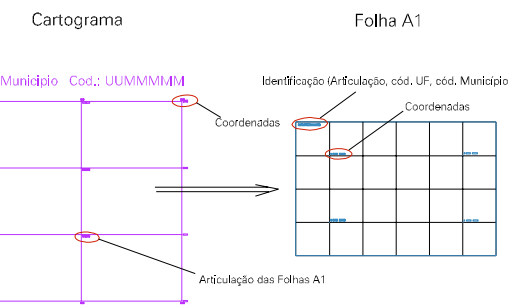 Cartograma
Folha A1
Municipio Cod.: UUMMMMM
Identificação (Articulação, cód. UF, cód. Município
Coordenadas
Coordenadas
Articulação das Folhas A1